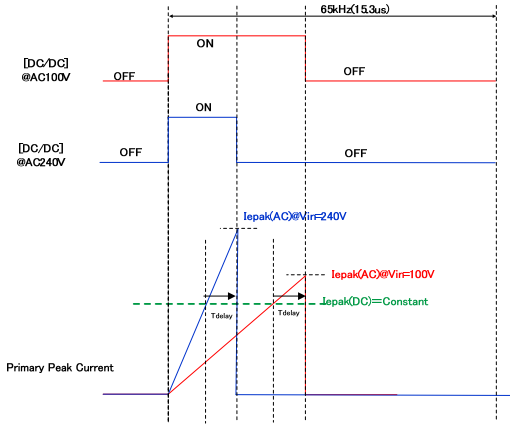 65kHz(15.3us)
[DC/DC]
@AC100V
OFF
ON
OFF
[DC/DC]
@AC240V
OFF
ON
OFF
Iepak(AC)@Vin=240V
Iepak(AC)@Vin=100V
Iepak(DC)=Constant
Tdelay
Tdelay
Primary Peak Current